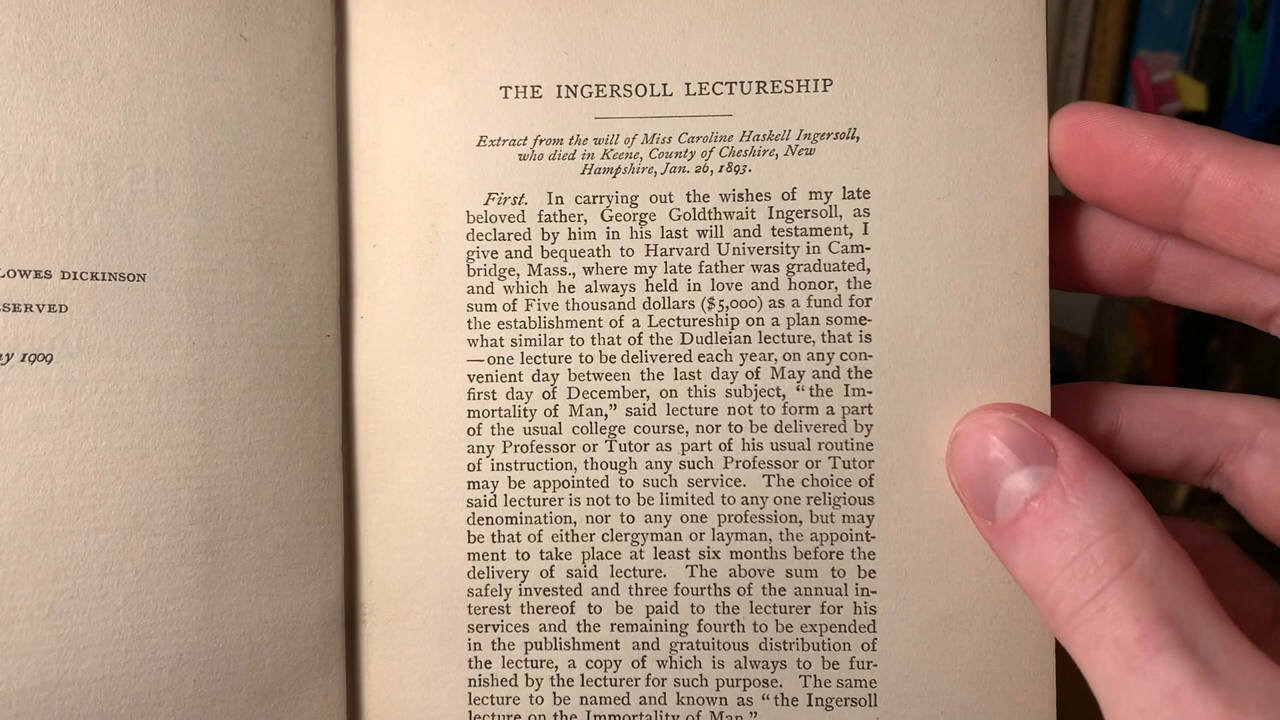 LOWES DICKINSON
1909
THE INGERSOLL LECTURESHIP
Extract from the will of Miss Caroline Haskell Ingersoll,
who died in Keene, County of Cheshire, New
Hampshire, Jan. 26, 1893.
First. In carrying out the wishes of my late
beloved father, George Goldthwait Ingersoll, as
declared by him in his last will and testament, I
give and bequeath to Harvard University in Cam-
bridge, Mass., where my late father was graduated,
and which he always held in love and honor, the
sum of Five thousand dollars ($5,000) as a fund for
the establishment of a Lectureship on a plan some-
what similar to that of the Dudleian lecture, that is
—one lecture to be delivered each year, on any con-
venient day between the last day of May and the
first day of December, on this subject, “the Im-
mortality of Man,” said lecture not to form a part
of the usual college course, nor to be delivered by
any Professor or Tutor as part of his usual routine
of instruction, though any such Professor or Tutor
may be appointed to such service. The choice of
said lecturer is not to be limited to any one religious
denomination, nor to any one profession, but may
be that of either clergyman or layman, the appoint-
ment to take place at least six months before the
delivery of said lecture. The above sum to be
safely invested and three fourths of the annual in-
terest thereof to be paid to the lecturer for his
services and the remaining fourth to be expended
in the publishment and gratuitous distribution of
the lecture, a copy of which is always to be fur-
nished by the lecturer for such purpose. The same
lecture to be named and known as “the Ingersoll
lecture on the Immortality of Man.”